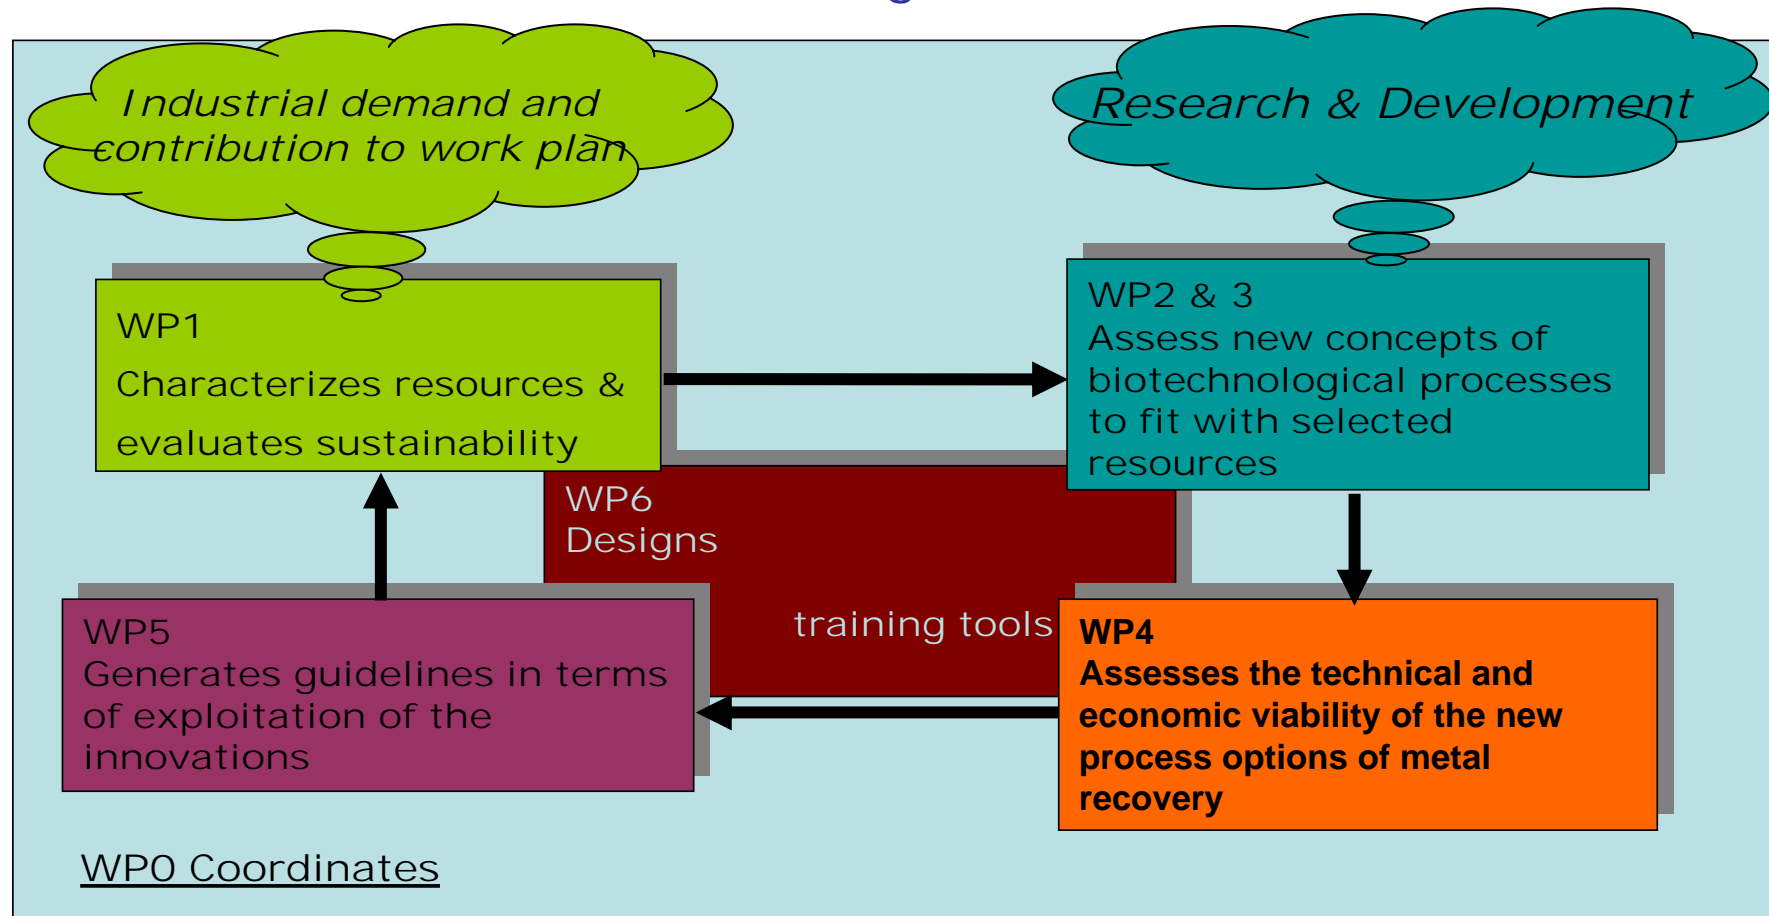 Industrial demand and
contribution to work plan
Research & Development
WP1
Characterizes resources &
evaluates sustainability
WP2 & 3
Assess new concepts of
biotechnological processes
to fit with selected
resources
WP6
Designs
training tools
WP5
Generates guidelines in terms
of exploitation of the
innovations
WP4
Assesses the technical and
economic viability of the new
process options of metal
recovery
WP0 Coordinates